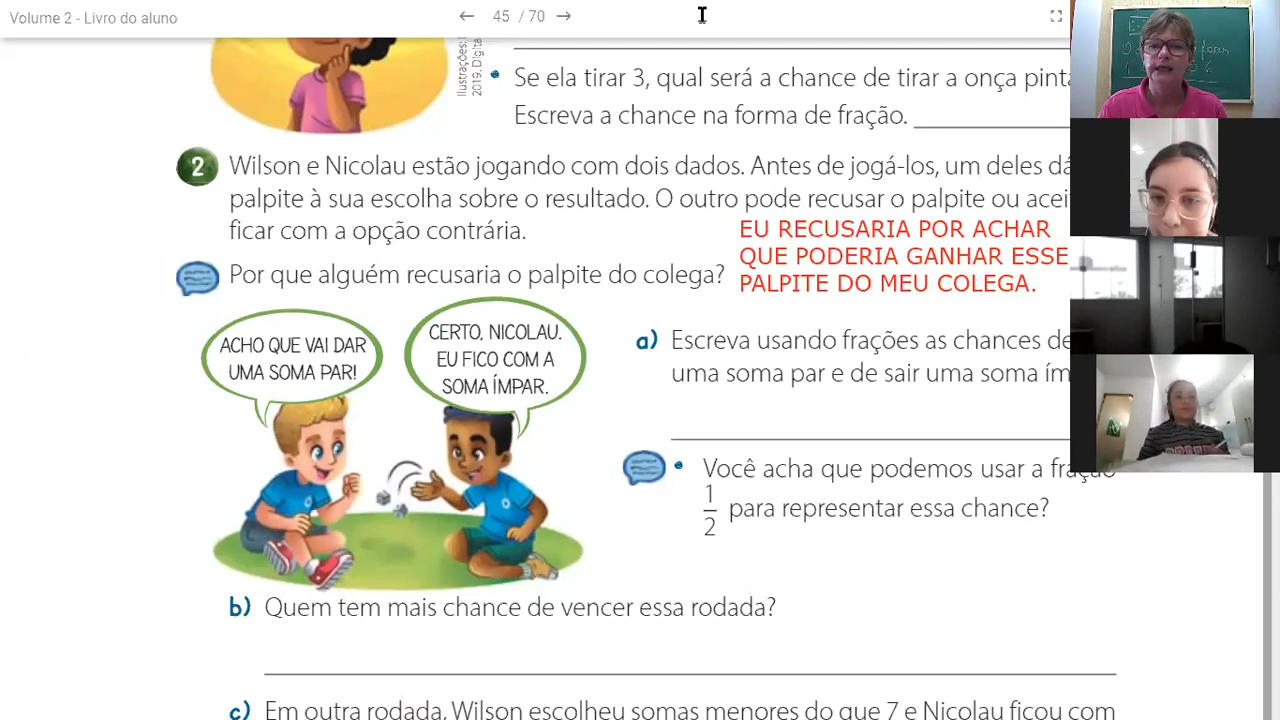 Volume 2 - Livro do aluno
45 / 70
Ilustrações:
2019. Digita
Se ela tirar 3, qual será a chance de tirar a onça pint
Escreva a chance na forma de fração.
2 Wilson e Nicolau estão jogando com dois dados. Antes de jogá-los, um deles dá
palpite à sua escolha sobre o resultado. O outro pode recusar o palpite ou acei
ficar com a opção contrária.
EU RECUSARIA POR ACHAR
QUE PODERIA GANHAR ESSE
PALPITE DO MEU COLEGA.
Por que alguém recusaria o palpite do colega?
ACHO QUE VAI DAR
UMA SOMA PAR!
CERTO, NICOLAU.
EU FICO COM A
SOMA ÍMPAR.
a) Escreva usando frações as chances de
uma soma par e de sair uma soma ím
• Você acha que podemos usar a fração
1/2 para representar essa chance?
b) Quem tem mais chance de vencer essa rodada?
c) Em outra rodada, Wilson escolheu somas menores do que 7 e Nicolau ficou com